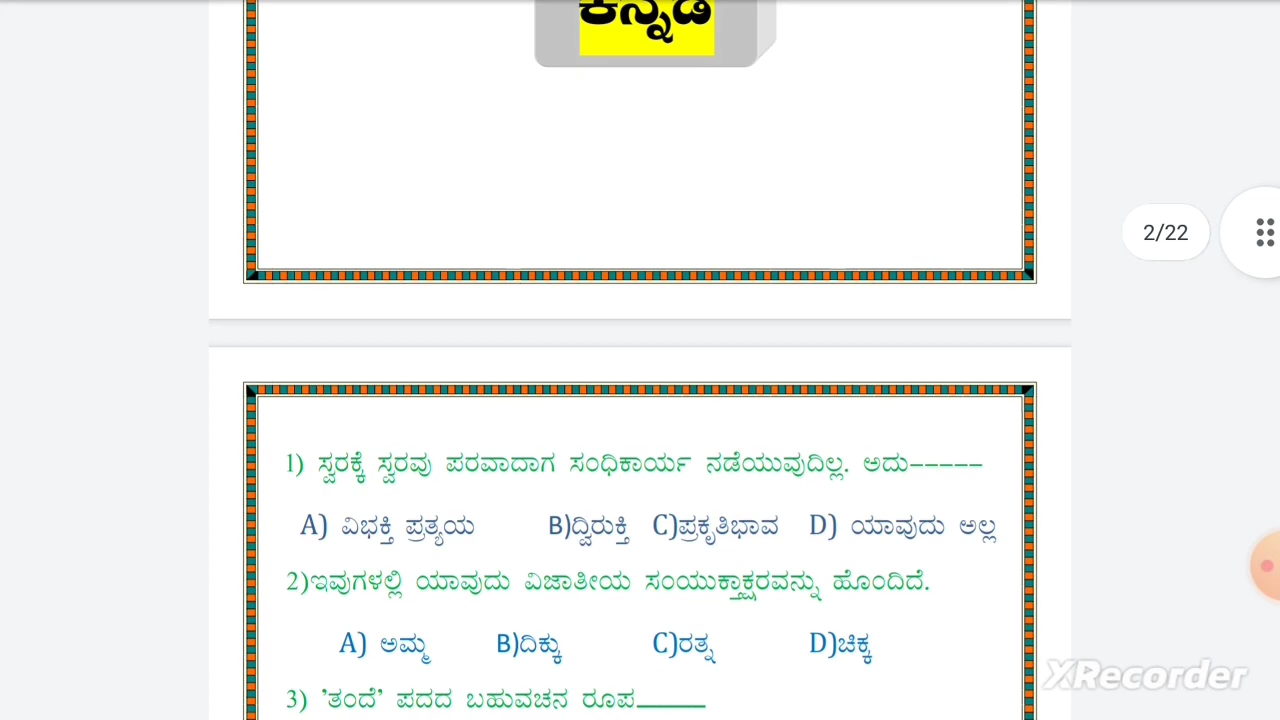 ಕನ್ನಡ
2/22
1) ಸ್ವರಕ್ಕೆ ಸ್ವರವು ಪರವಾದಾಗ ಸಂಧಿಕಾರ್ಯ ನಡೆಯುವುದಿಲ್ಲ. ಅದು-----
A) ವಿಭಕ್ತಿ ಪ್ರತ್ಯಯ B)ದ್ವಿರುಕ್ತಿ C)ಪ್ರಕೃತಿಭಾವ D) ಯಾವುದು ಅಲ್ಲ
2)ಇವುಗಳಲ್ಲಿ ಯಾವುದು ವಿಜಾತೀಯ ಸಂಯುಕ್ತಾಕ್ಷರವನ್ನು ಹೊಂದಿದೆ.
A) ಅಮ್ಮ B)ದಿಕ್ಕು C)ರತ್ನ D)ಚಿಕ್ಕ
XRecorder
3) 'ತಂದೆ' ಪದದ ಬಹುವಚನ ರೂಪ_____